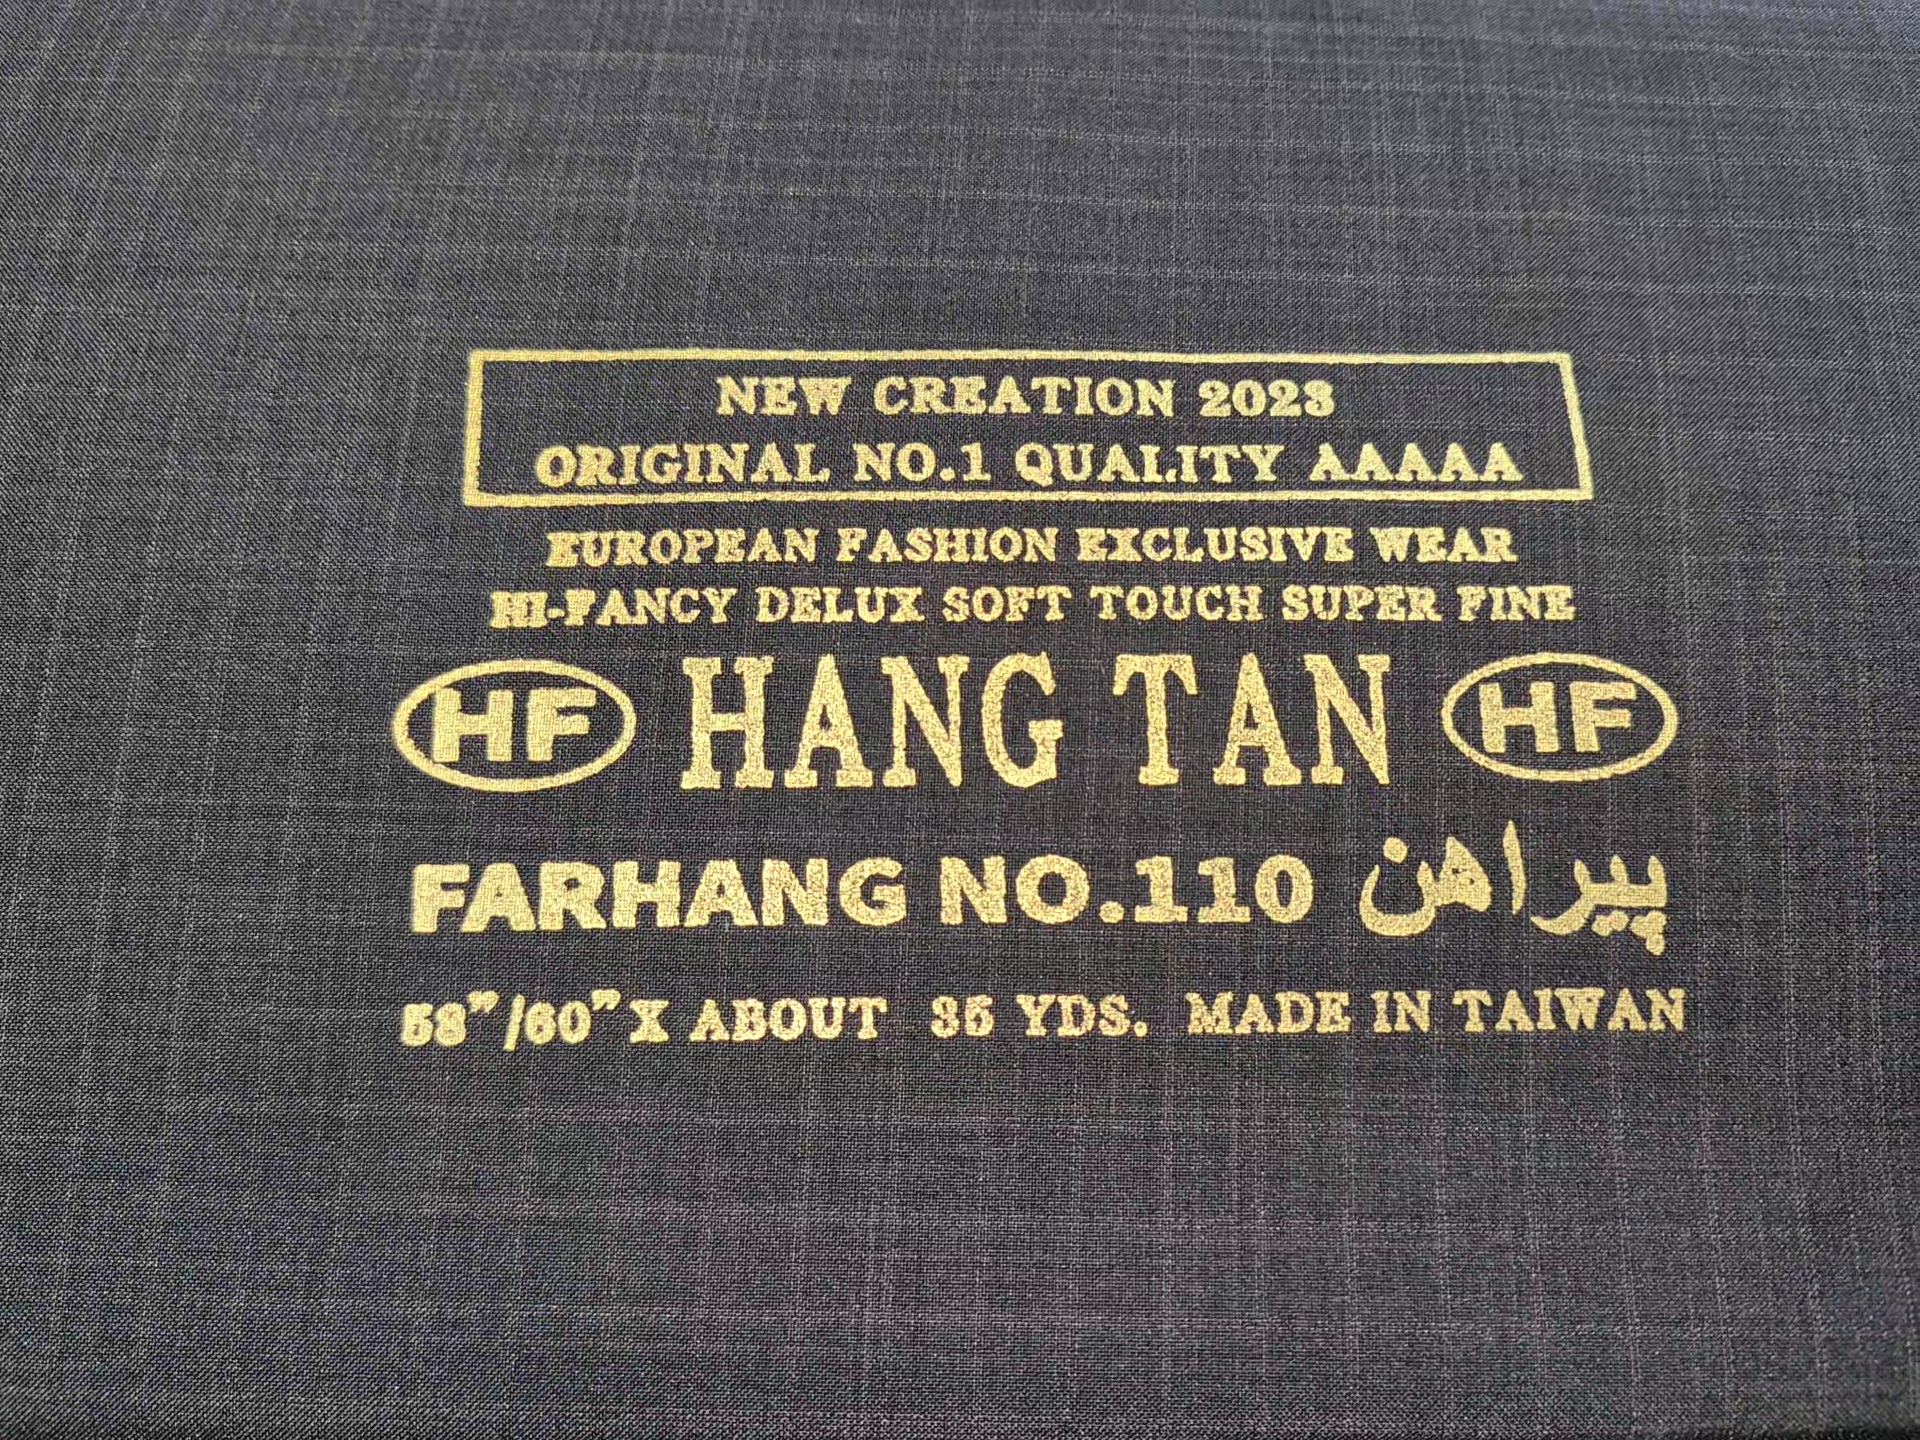 NEW CREATION 2023
ORIGINAL NO.1 QUALITY AAAAA
EUROPEAN FASHION EXCLUSIVE WEAR
HI-FANCY DELUX SOFT TOUCH SUPER FINE
HF HANG TAN HF
FARHANG NO.110 پیراهن
58"/60" X ABOUT 35 YDS. MADE IN TAIWAN